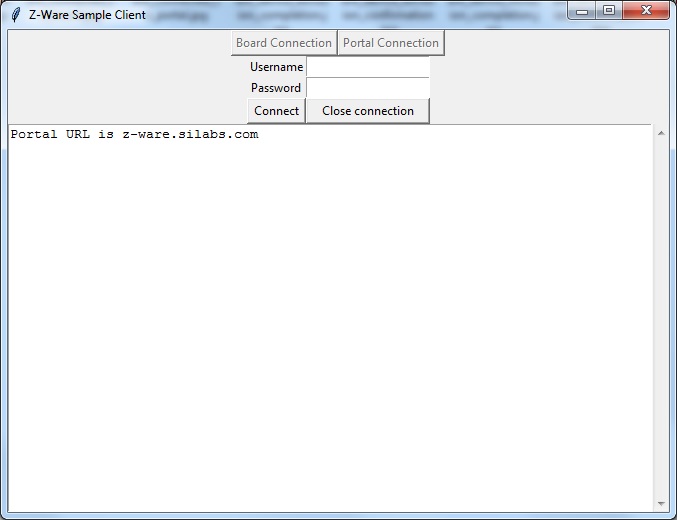 Z-Ware Sample Client
Board Connection Portal Connection
Username
Password
Connect Close connection
Portal URL is z-ware.silabs.com